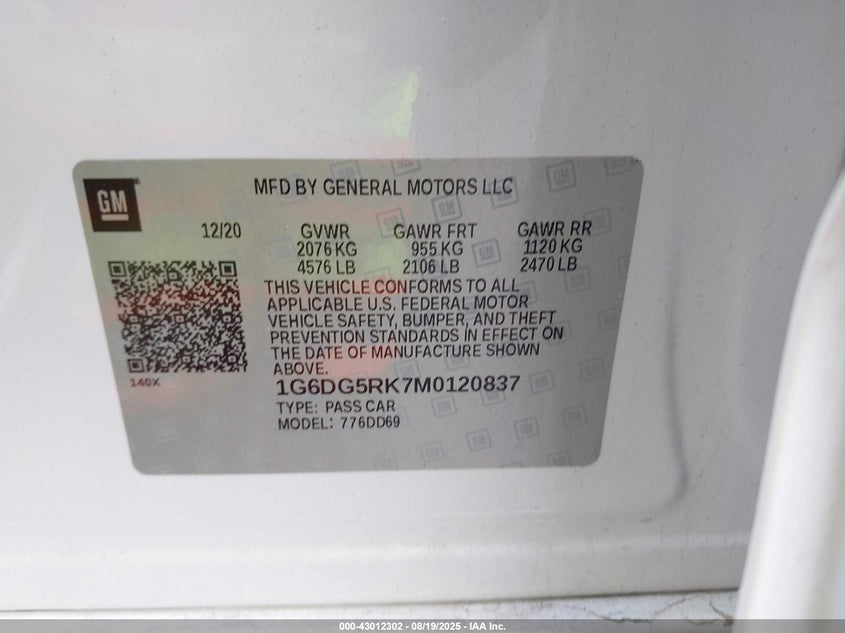 GM
MFD BY GENERAL MOTORS LLC
12/20 GVWR GAWR FRT GAWR RR
2076 KG 955 KG 1120 KG
4576 LB 2106 LB 2470 LB
THIS VEHICLE CONFORMS TO ALL
APPLICABLE U.S. FEDERAL MOTOR
VEHICLE SAFETY, BUMPER, AND THEFT
PREVENTION STANDARDS IN EFFECT ON
THE DATE OF MANUFACTURE SHOWN
ABOVE.
140X
1G6DG5RK7M0120837
TYPE: PASS CAR
MODEL: 776DD69
000-43012302 - 08/19/2025 - IAA Inc.